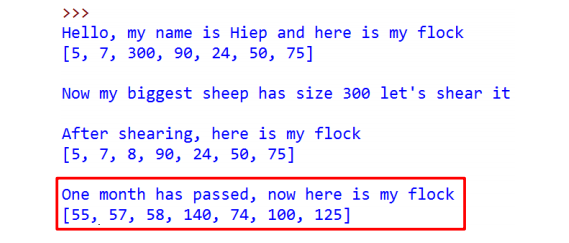 >>>
Hello, my name is Hiep and here is my flock
[5, 7, 300, 90, 24, 50, 75]
Now my biggest sheep has size 300 let's shear it
After shearing, here is my flock
[5, 7, 8, 90, 24, 50, 75]
One month has passed, now here is my flock
[55, 57, 58, 140, 74, 100, 125]